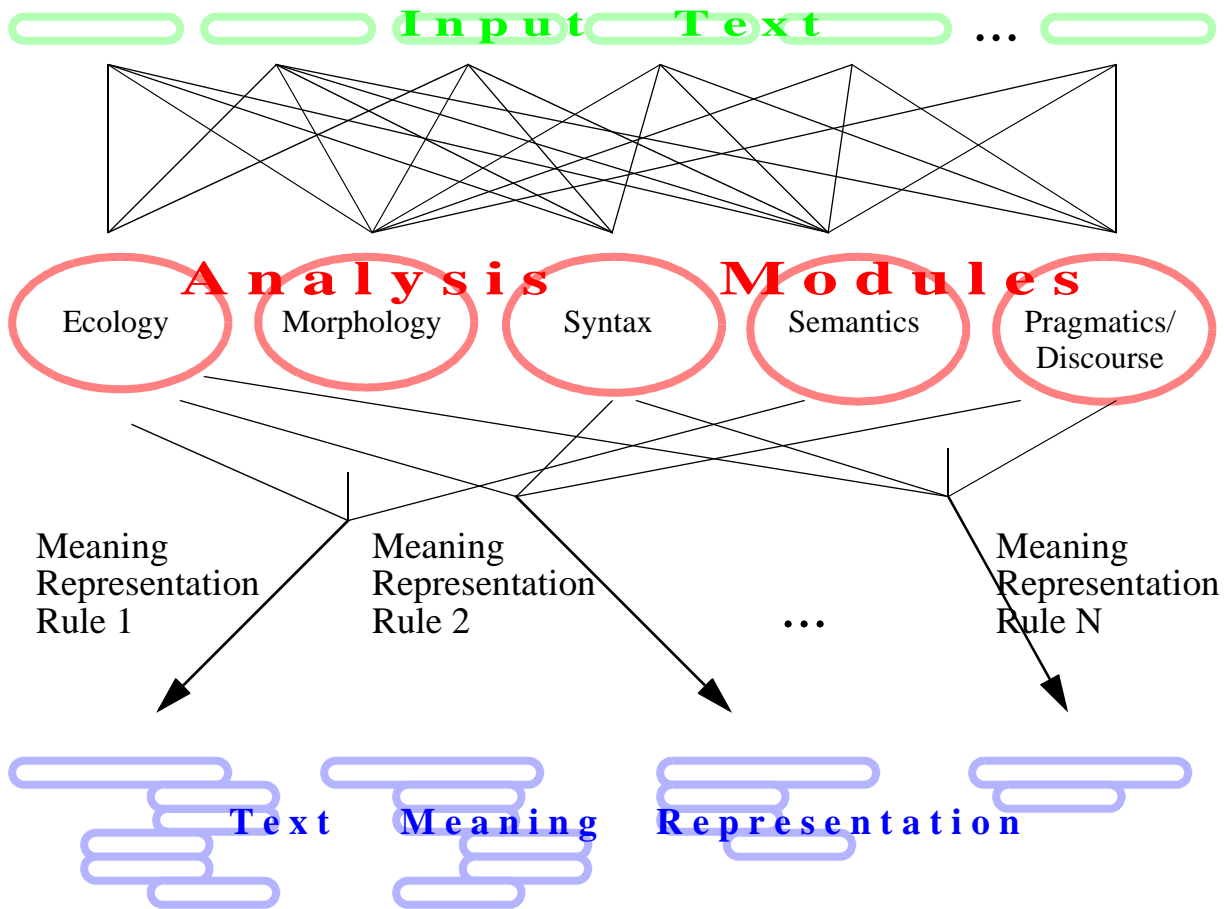 Input Text
...
Analysis Modules
Ecology
Morphology
Syntax
Semantics
Pragmatics/
Discourse
Meaning
Representation
Rule 1
Meaning
Representation
Rule 2
...
Meaning
Representation
Rule N
Text Meaning Representation